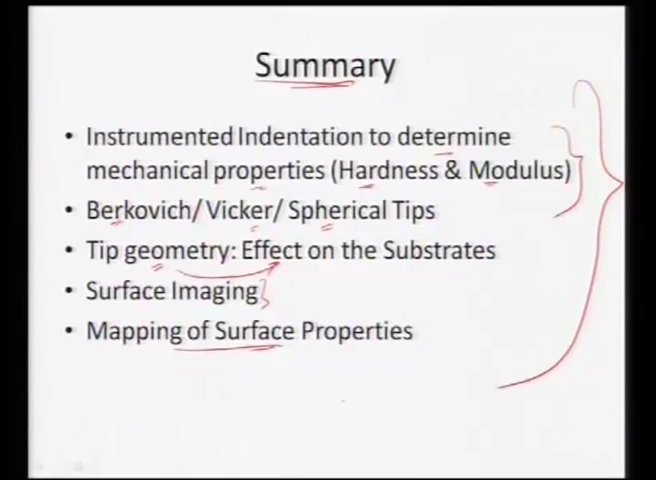 Summary
• Instrumented Indentation to determine
mechanical properties (Hardness & Modulus)
• Berkovich/ Vicker/ Spherical Tips
• Tip geometry: Effect on the Substrates
• Surface Imaging
• Mapping of Surface Properties